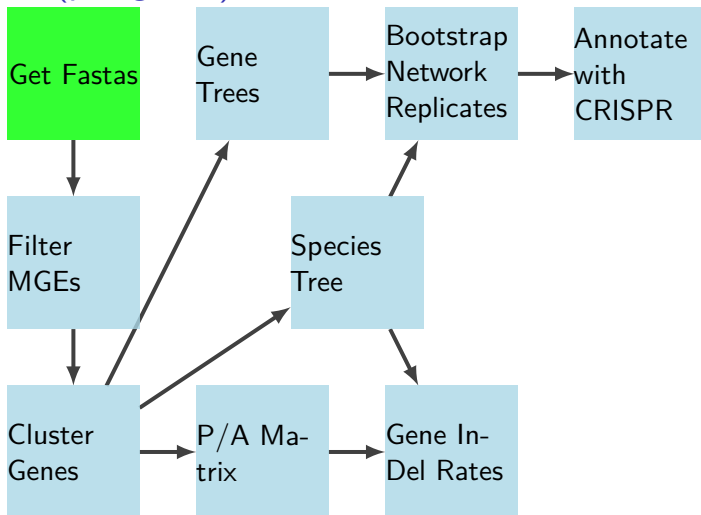 Get Fastas
Gene
Trees
Bootstrap
Network
Replicates
Annotate
with
CRISPR
Filter
MGEs
Species
Tree
Cluster
Genes
P/A Ma-
trix
Gene In-
Del Rates